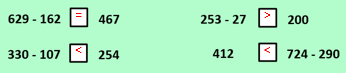 629 - 162 = 467 253 - 27 > 200
330 - 107 < 254 412 < 724 - 290